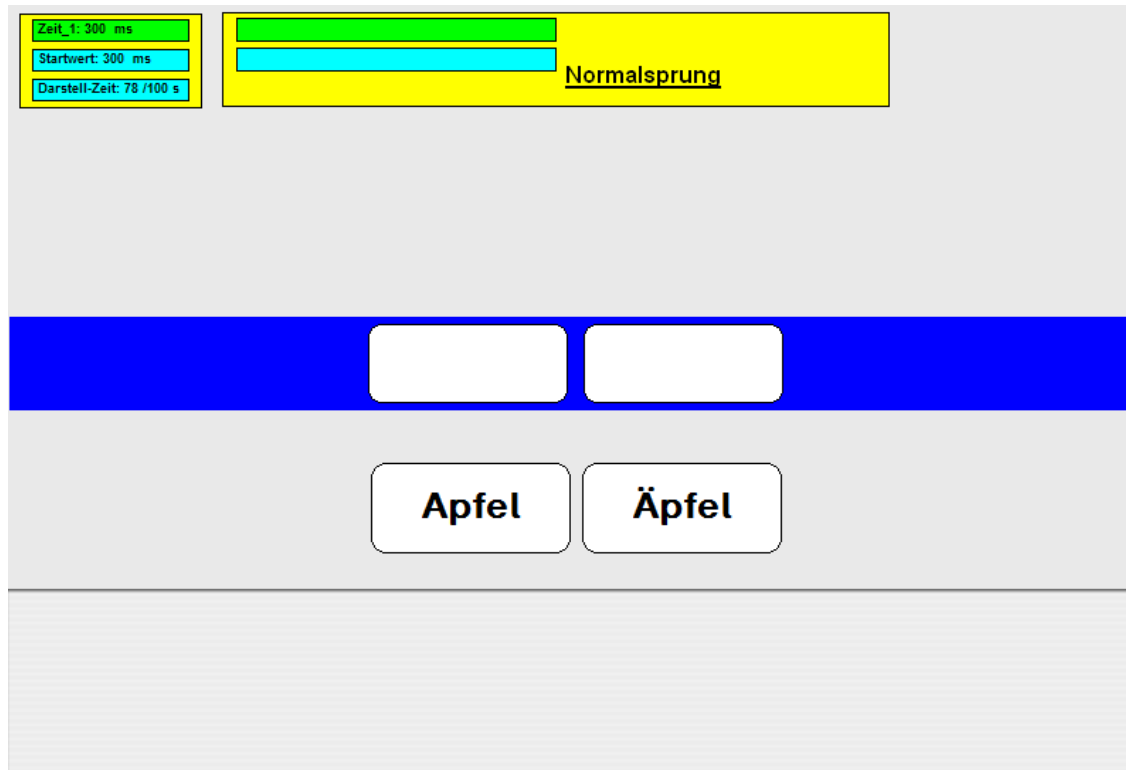 Zeit_1: 300 ms
Startwert: 300 ms
Darstell-Zeit: 78 /100 s
Normalsprung
Apfel
Äpfel